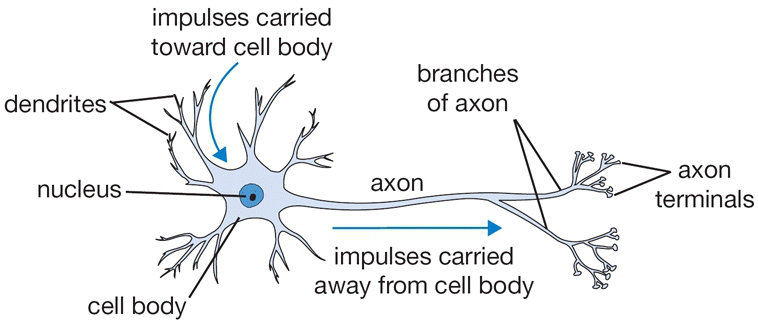 impulses carried
toward cell body
dendrites
branches
of axon
nucleus
axon
axon
terminals
impulses carried
away from cell body
cell body